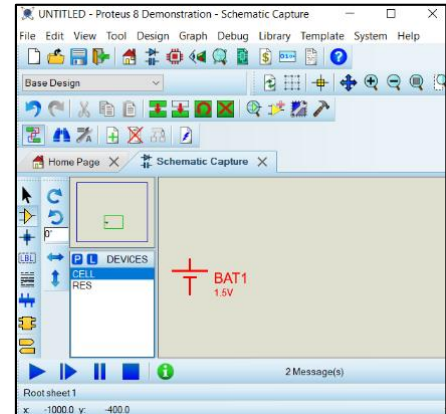 UNTITLED - Proteus 8 Demonstration - Schematic Capture
File Edit View Tool Design Graph Debug Library Template System Help
Base Design
Home Page Schematic Capture
0°
LBL
P L DEVICES
CELL
RES
BAT1
1.5V
2 Message(s)
Root sheet 1
x: -1000.0 y: -400.0